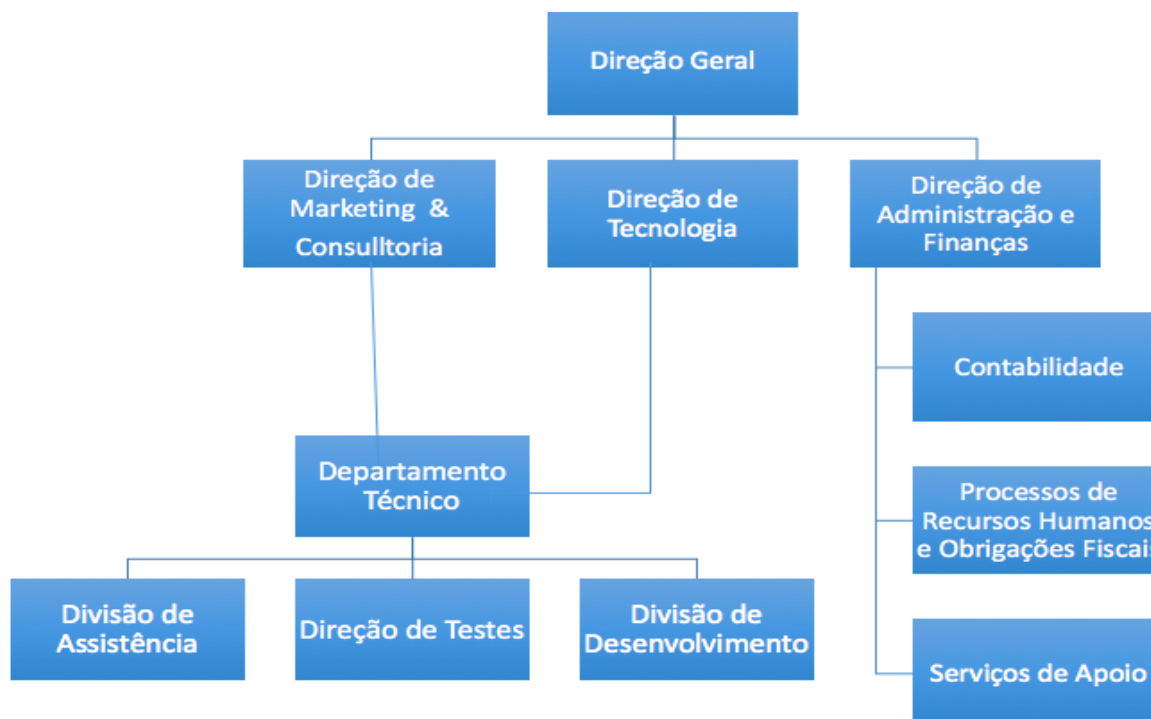 Direção Geral
Direção de
Marketing &
Consulltoria
Direção de
Tecnologia
Direção de
Administração e
Finanças
Contabilidade
Departamento
Técnico
Processos de
Recursos Humanos
e Obrigações Fiscais
Divisão de
Assistência
Direção de Testes
Divisão de
Desenvolvimento
Serviços de Apoio